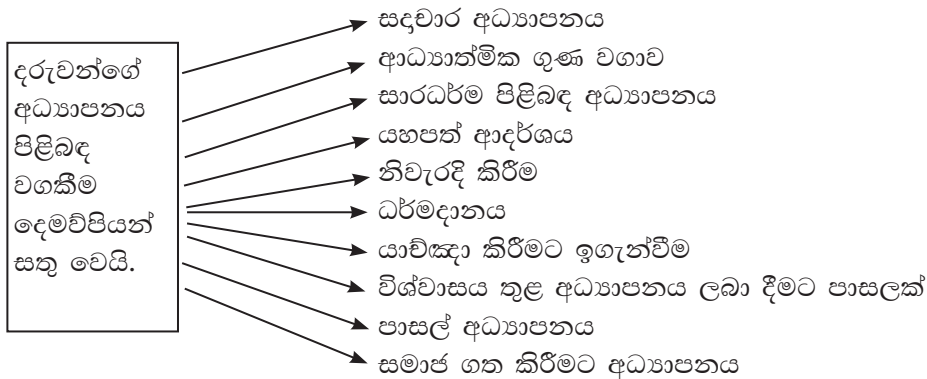 දරුවන්ගේ
අධ්‍යාපනය
පිළිබඳ
වගකීම
දෙමව්පියන්
සතු වෙයි.
සදාචාර අධ්‍යාපනය
ආධ්‍යාත්මික ගුණ වගාව
සාරධර්ම පිළිබඳ අධ්‍යාපනය
යහපත් ආදර්ශය
නිවැරදි කිරීම
ධර්මදානය
යාච්ඤා කිරීමට ඉගැන්වීම
විශ්වාසය තුළ අධ්‍යාපනය ලබා දීමට පාසලක්
පාසල් අධ්‍යාපනය
සමාජ ගත කිරීමට අධ්‍යාපනය